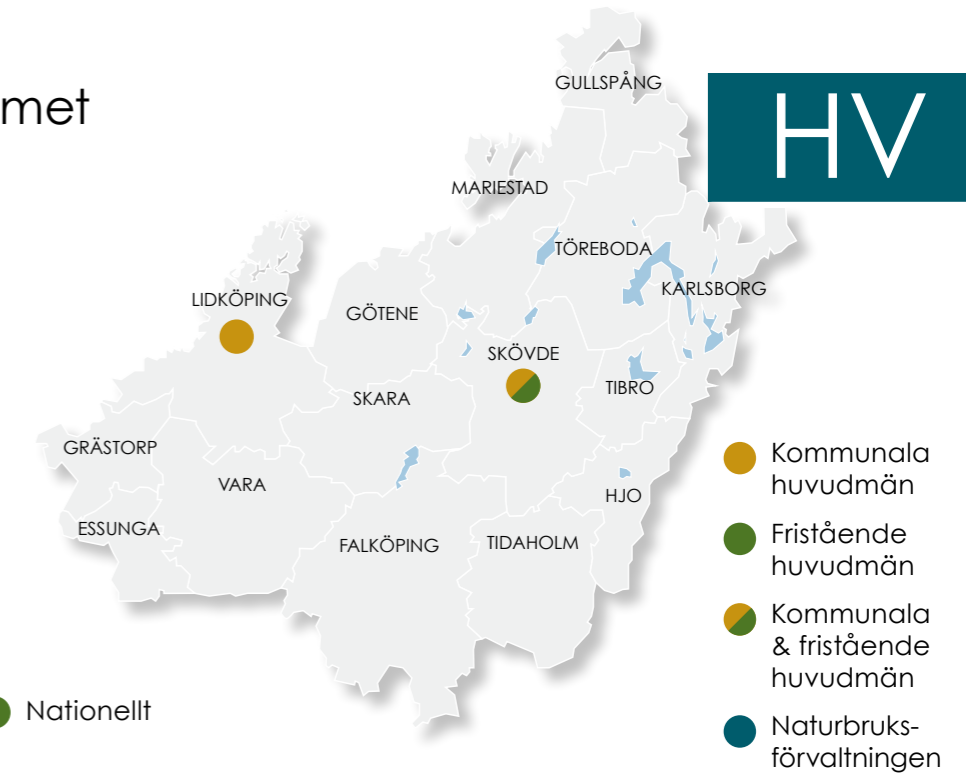 met
HV
GULLSPÅNG
MARIESTAD
TÖREBODA
KARLSBORG
LIDKÖPING
GÖTENE
SKÖVDE
TIBRO
SKARA
GRÄSTORP
VARA
HJO
ESSUNGA
FALKÖPING
TIDAHOLM
Kommunala
huvudmän
Fristående
huvudmän
Kommunala
& fristående
huvudmän
Naturbruks-
förvaltningen
Nationellt